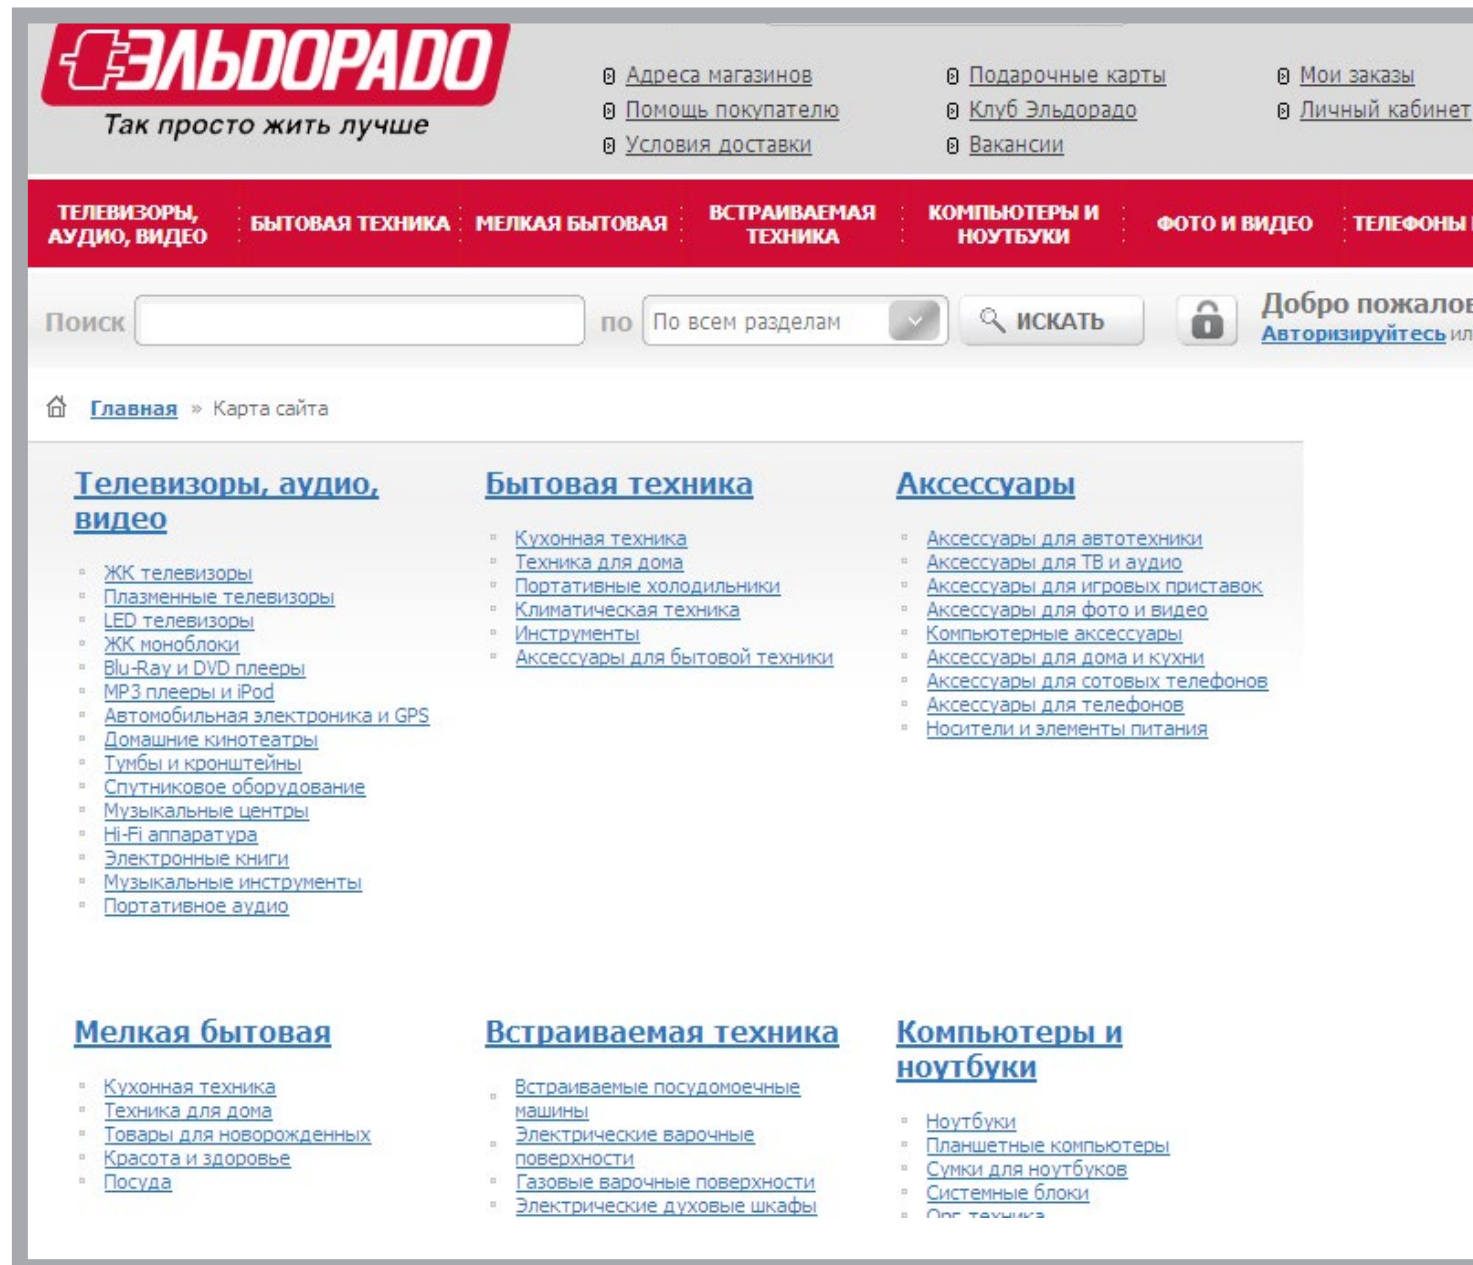 ЭЛЬДОРАДО
Так просто жить лучше
Адреса магазинов
Помощь покупателю
Условия доставки
Подарочные карты
Клуб Эльдорадо
Вакансии
Мои заказы
Личный кабинет
ТЕЛЕВИЗОРЫ,
АУДИО, ВИДЕО
БЫТОВАЯ ТЕХНИКА
МЕЛКАЯ БЫТОВАЯ
ВСТРАИВАЕМАЯ
ТЕХНИКА
КОМПЬЮТЕРЫ И
НОУТБУКИ
ФОТО И ВИДЕО
ТЕЛЕФОНЫ
Поиск
по
По всем разделам
ИСКАТЬ
Добро
Авторизируйтесь
Главная » Карта сайта
Телевизоры, аудио,
видео
ЖК телевизоры
Плазменные телевизоры
LED телевизоры
ЖК моноблоки
Blu-Ray и DVD плееры
MP3 плееры и iPod
Автомобильная электроника и GPS
Домашние кинотеатры
Тумбы и кронштейны
Спутниковое оборудование
Музыкальные центры
Hi-Fi аппаратура
Электронные книги
Музыкальные инструменты
Портативное аудио
Бытовая техника
Кухонная техника
Техника для дома
Портативные холодильники
Климатическая техника
Инструменты
Аксессуары для бытовой техники
Аксессуары
Аксессуары для автотехники
Аксессуары для ТВ и аудио
Аксессуары для игровых приставок
Аксессуары для фото и видео
Компьютерные аксессуары
Аксессуары для дома и кухни
Аксессуары для сотовых телефонов
Аксессуары для телефонов
Носители и элементы питания
Мелкая бытовая
Кухонная техника
Техника для дома
Товары для новорожденных
Красота и здоровье
Посуда
Встраиваемая техника
Встраиваемые посудомоечные
машины
Электрические варочные
поверхности
Газовые варочные поверхности
Электрические духовые шкафы
Компьютеры и
ноутбуки
Ноутбуки
Планшетные компьютеры
Сумки для ноутбуков
Системные блоки
Орг.техника